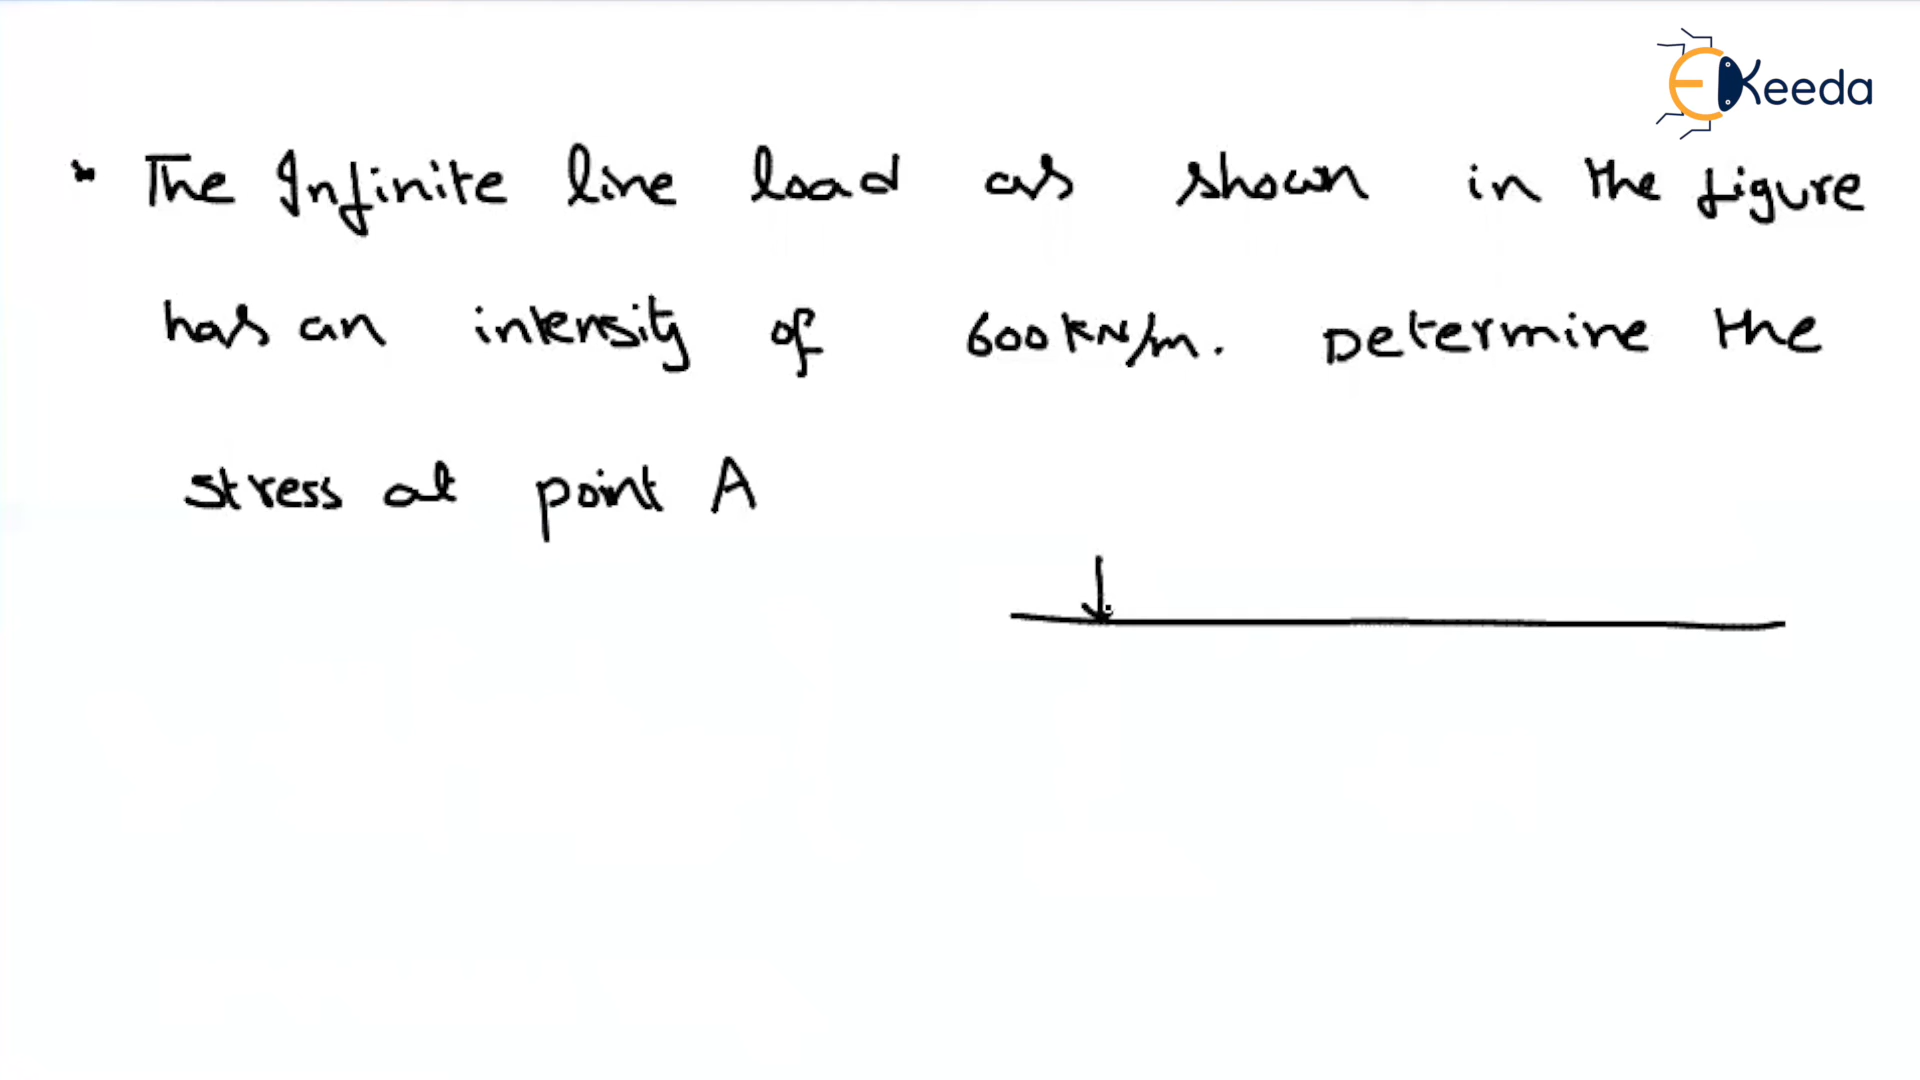 EKeeda
The Infinite line load as shown in the figure
has an intensity of 600 kN/m. Determine the
stress at point A